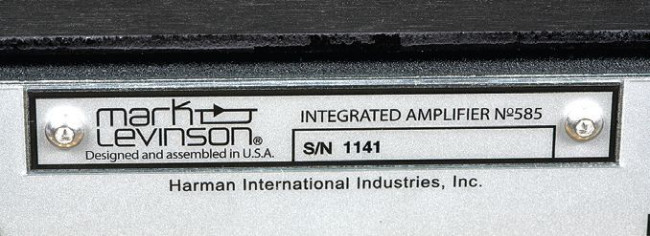 mark
LEVINSON®
Designed and assembled in U.S.A.
INTEGRATED AMPLIFIER Nº585
S/N 1141
Harman International Industries, Inc.